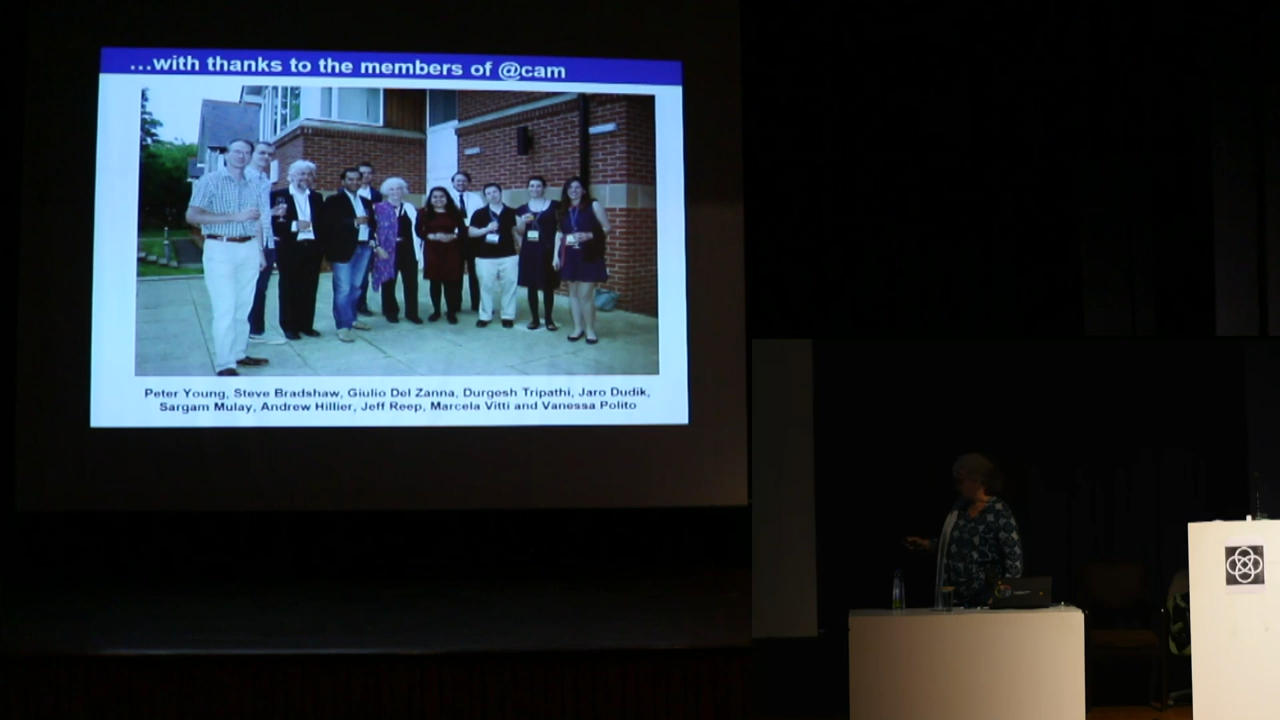 ...with thanks to the members of @cam
Peter Young, Steve Bradshaw, Giulio Del Zanna, Durgesh Tripathi, Jaro Dudik,
Sargam Mulay, Andrew Hillier, Jeff Reep, Marcela Vitti and Vanessa Polito